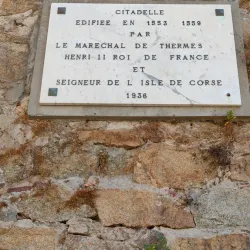 CITADELLE
EDIFIEE EN 1553 1559
PAR
LE MARECHAL DE THERMES
HENRI II ROI DE FRANCE
ET
SEIGNEUR DE L ISLE DE CORSE
1936